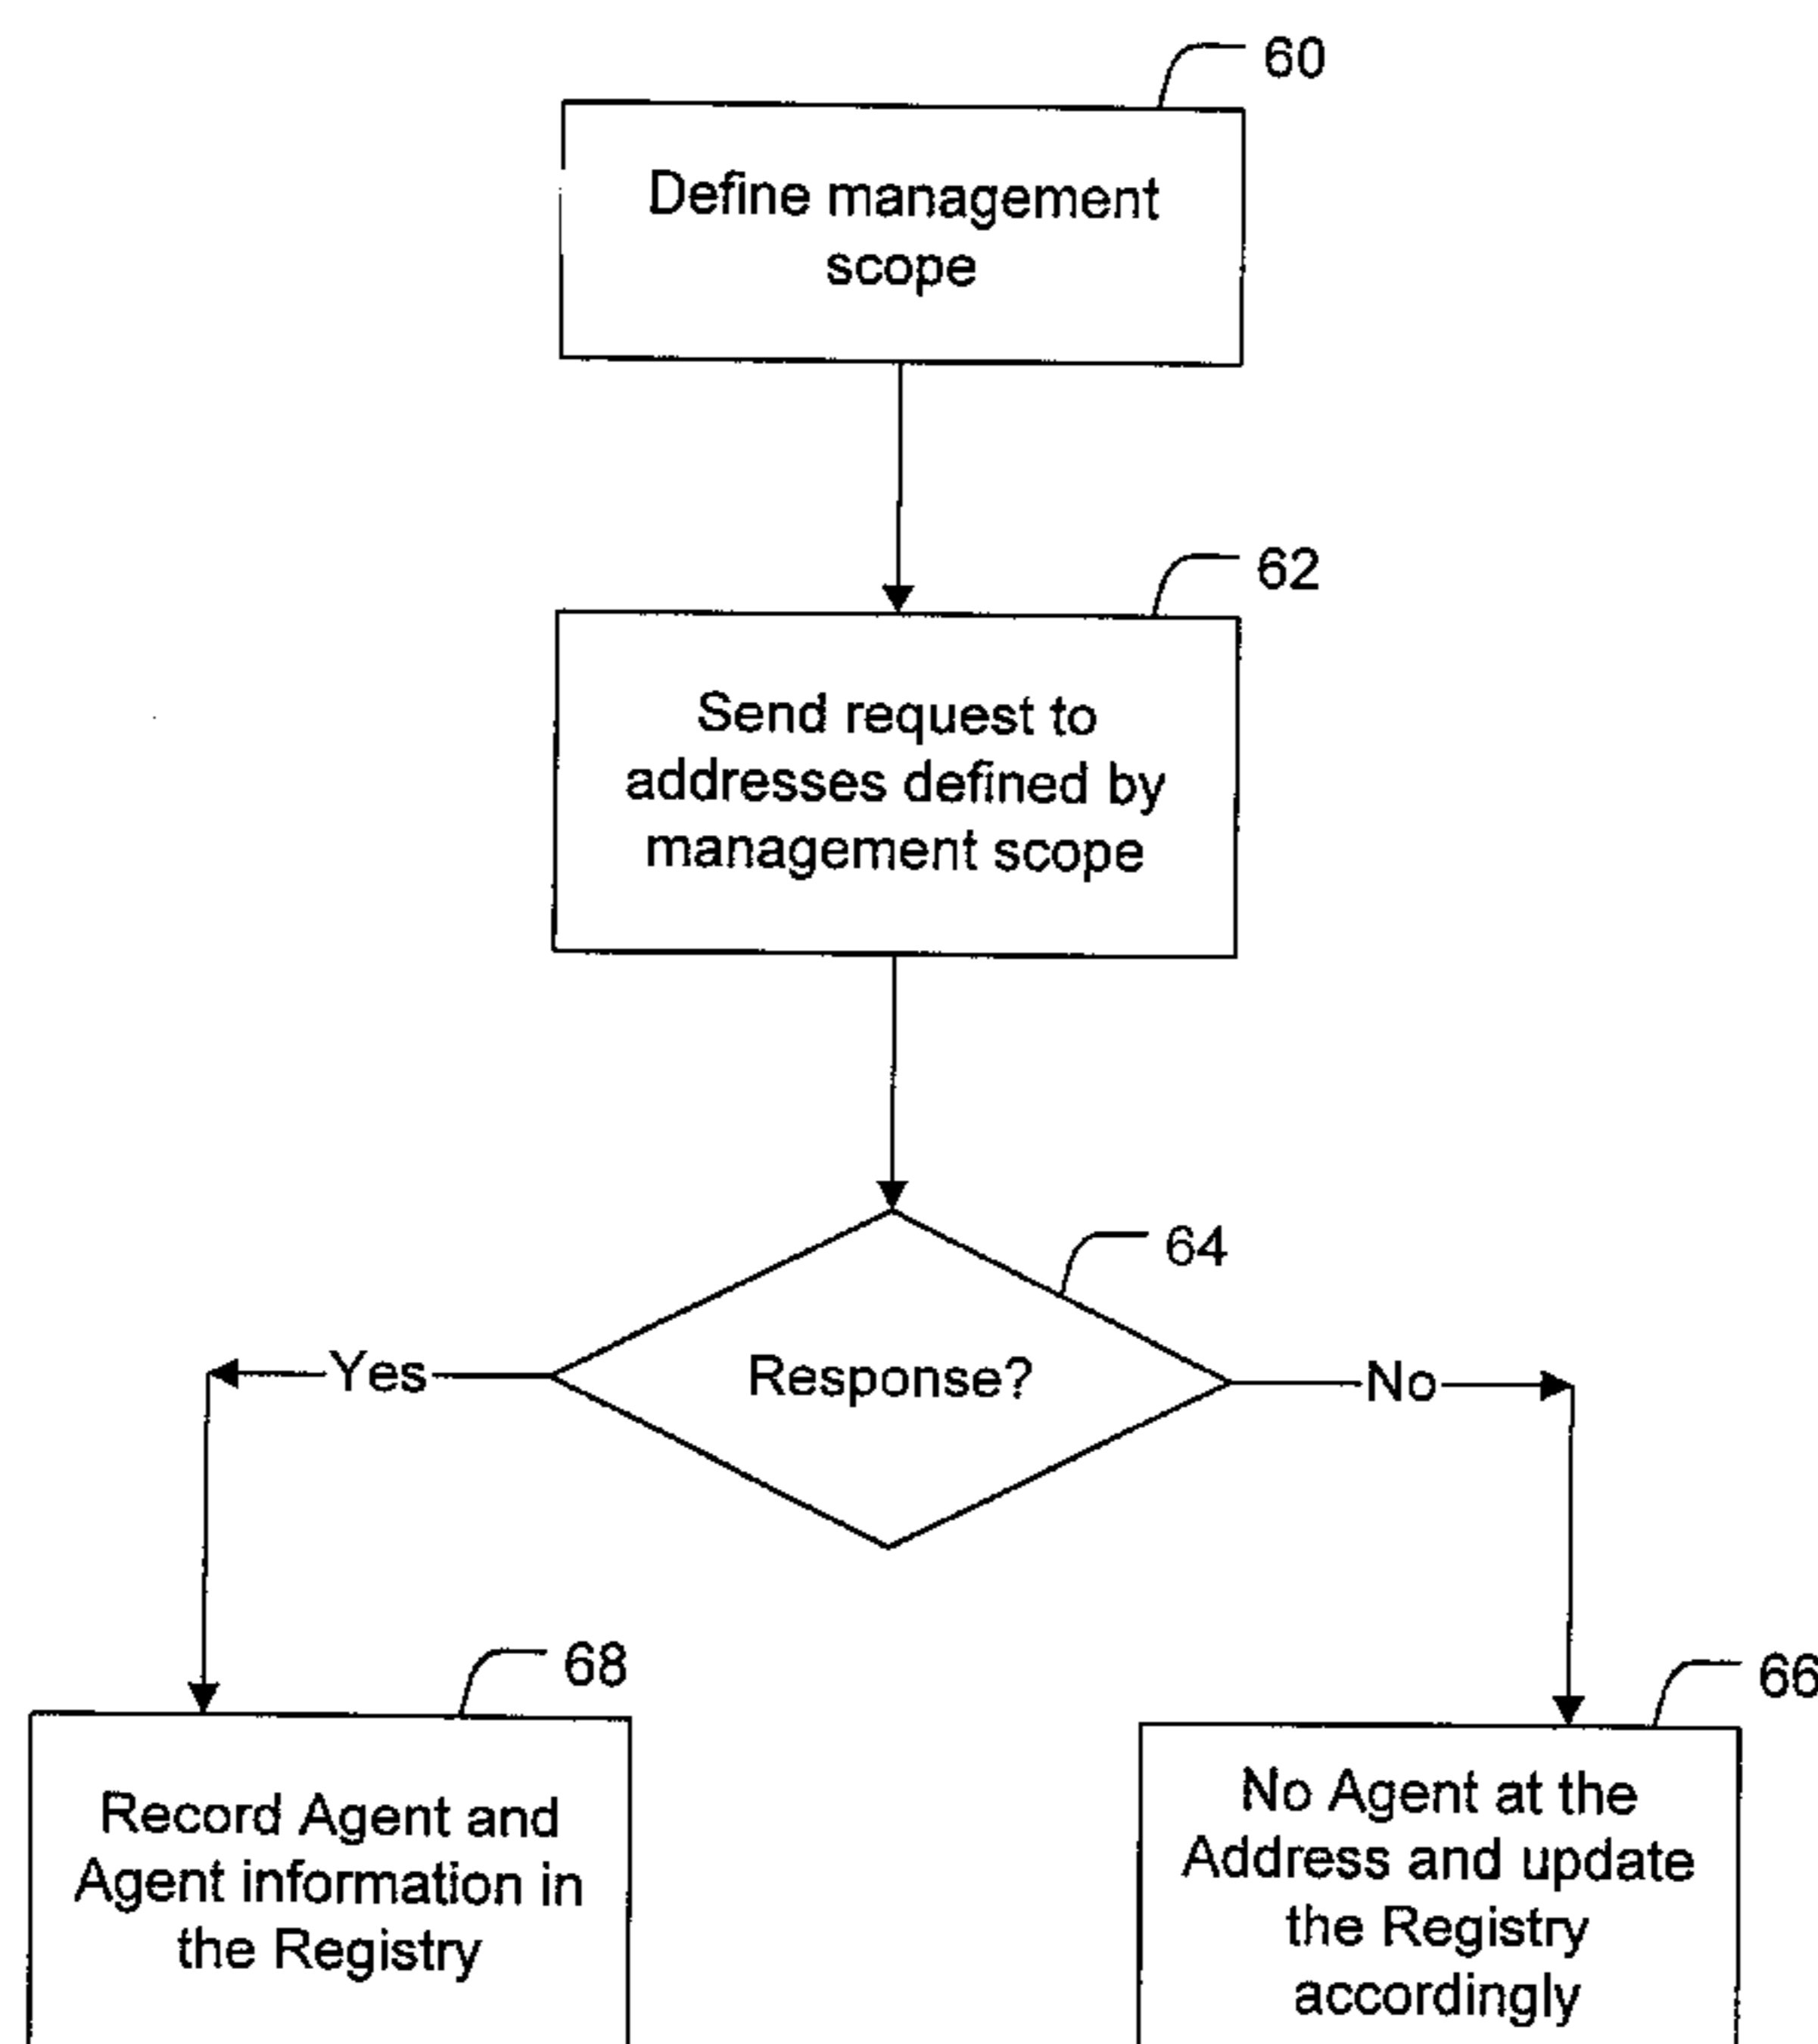 60
Define management
scope
62
Send request to
addresses defined by
management scope
64
Response?
Yes
No
68
Record Agent and
Agent information in
the Registry
66
No Agent at the
Address and update
the Registry
accordingly